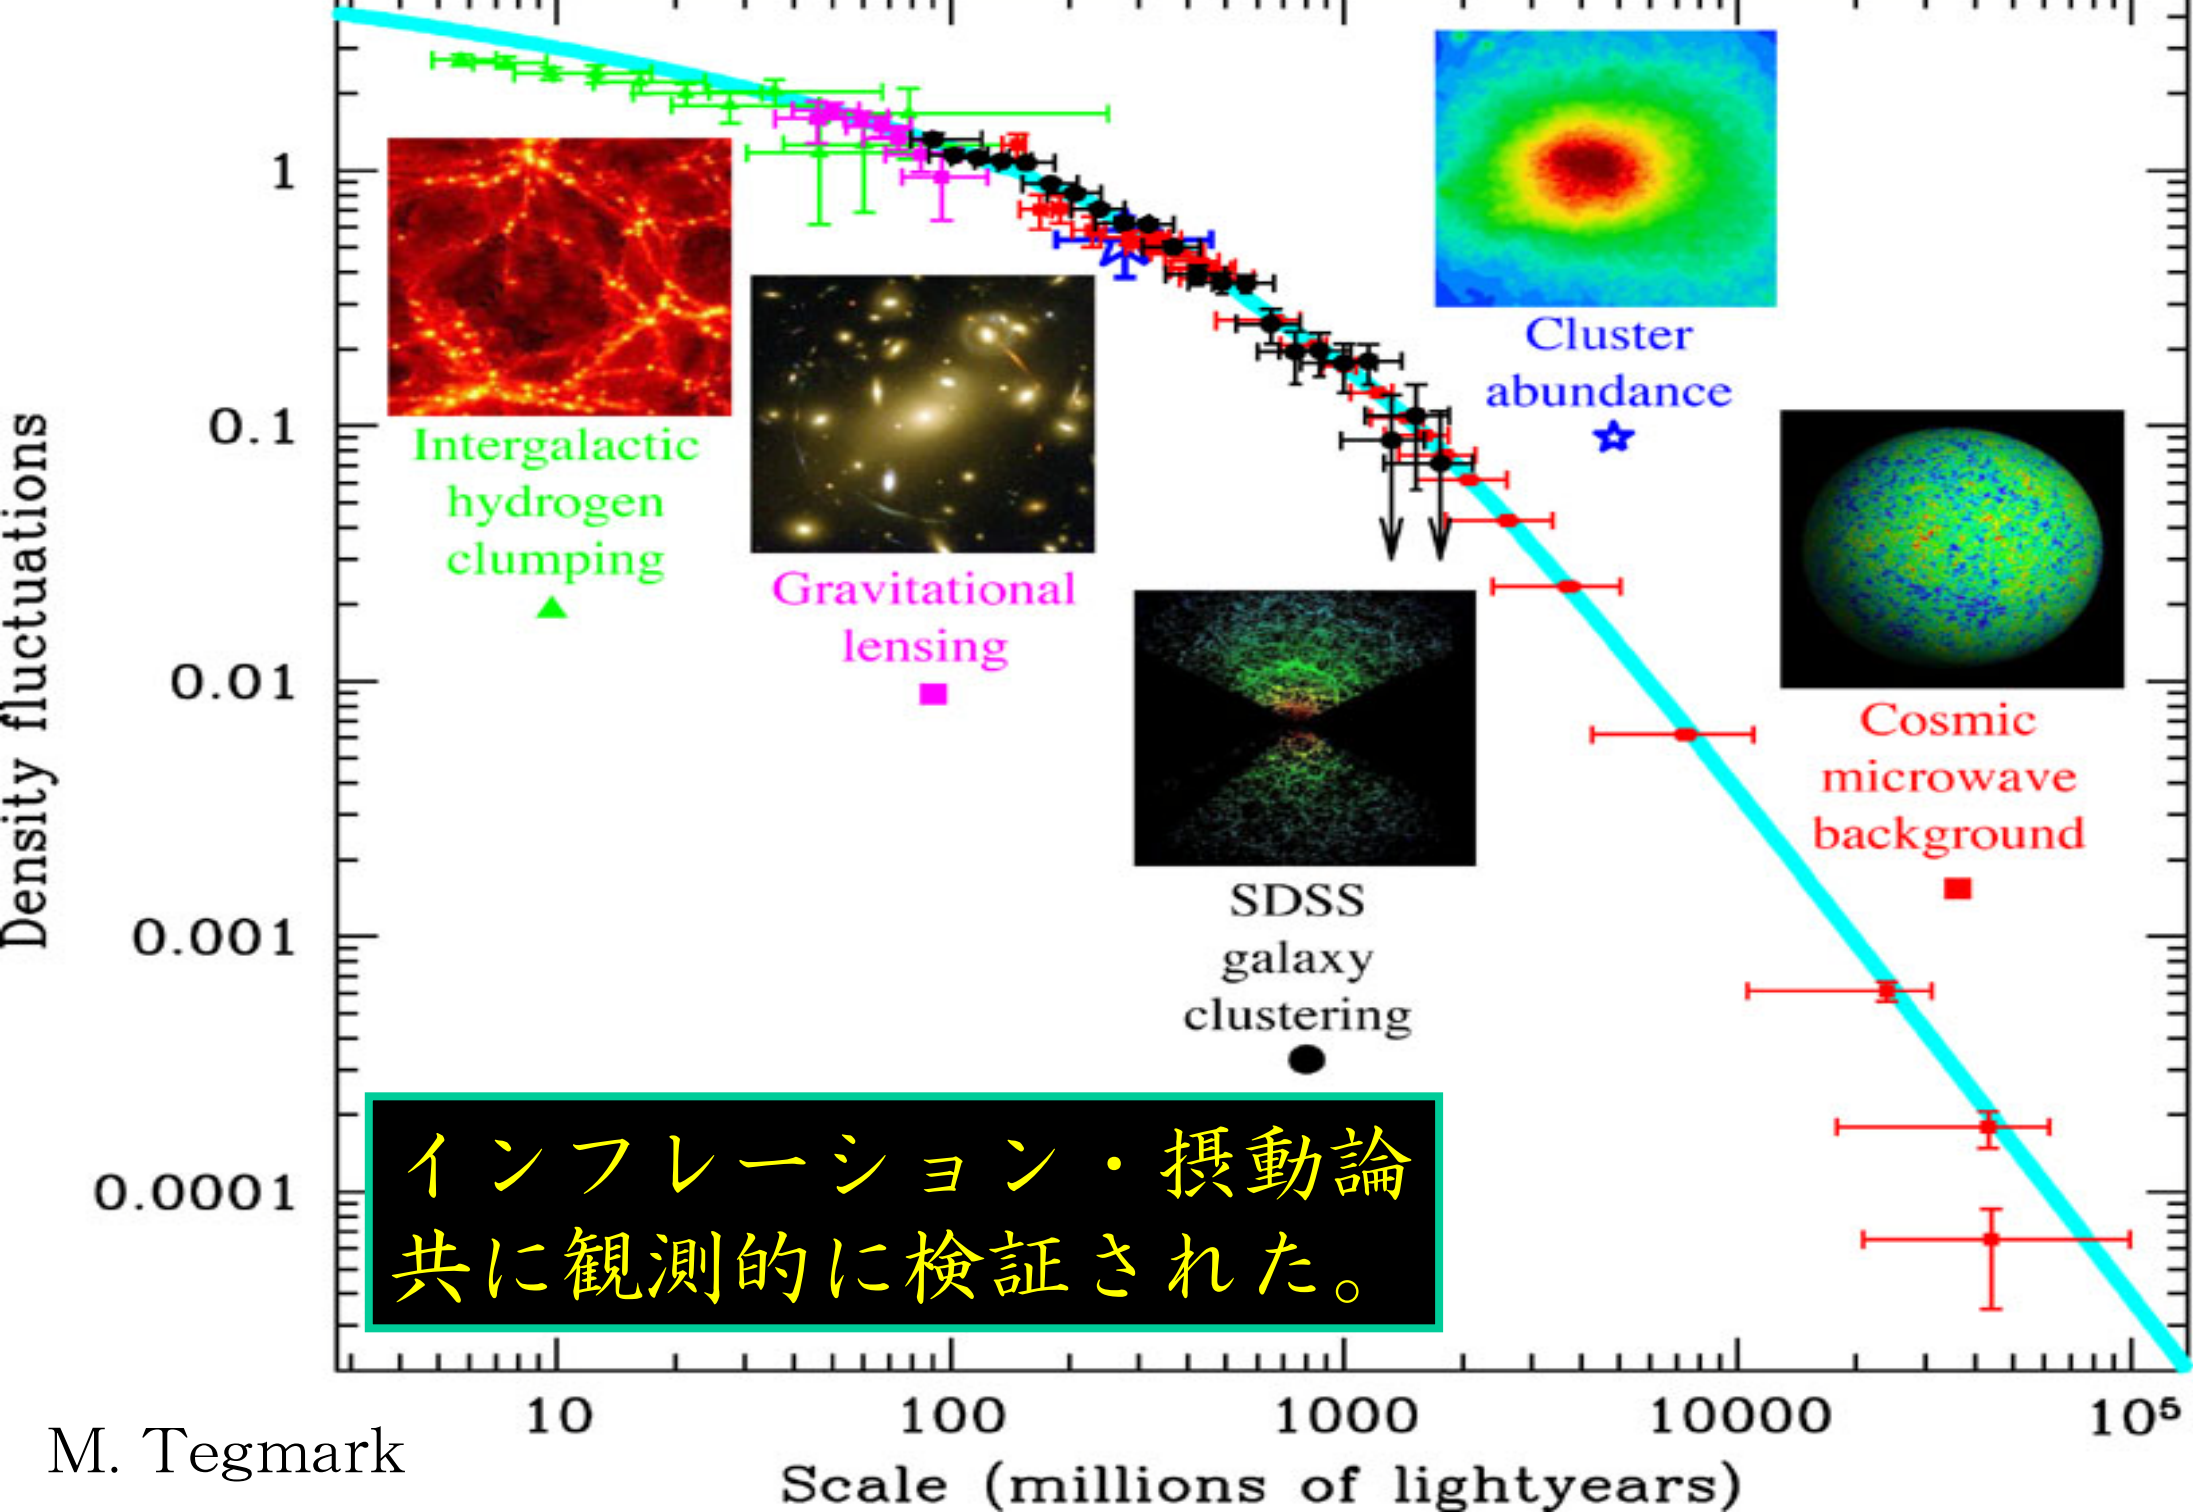 Density fluctuations
1
0.1
0.01
0.001
0.0001
Intergalactic
hydrogen
clumping
Gravitational
lensing
Cluster
abundance
SDSS
galaxy
clustering
Cosmic
microwave
background
インフレーション・摂動論
共に観測的に検証された。
10
100
1000
10000
10⁵
Scale (millions of lightyears)
M. Tegmark